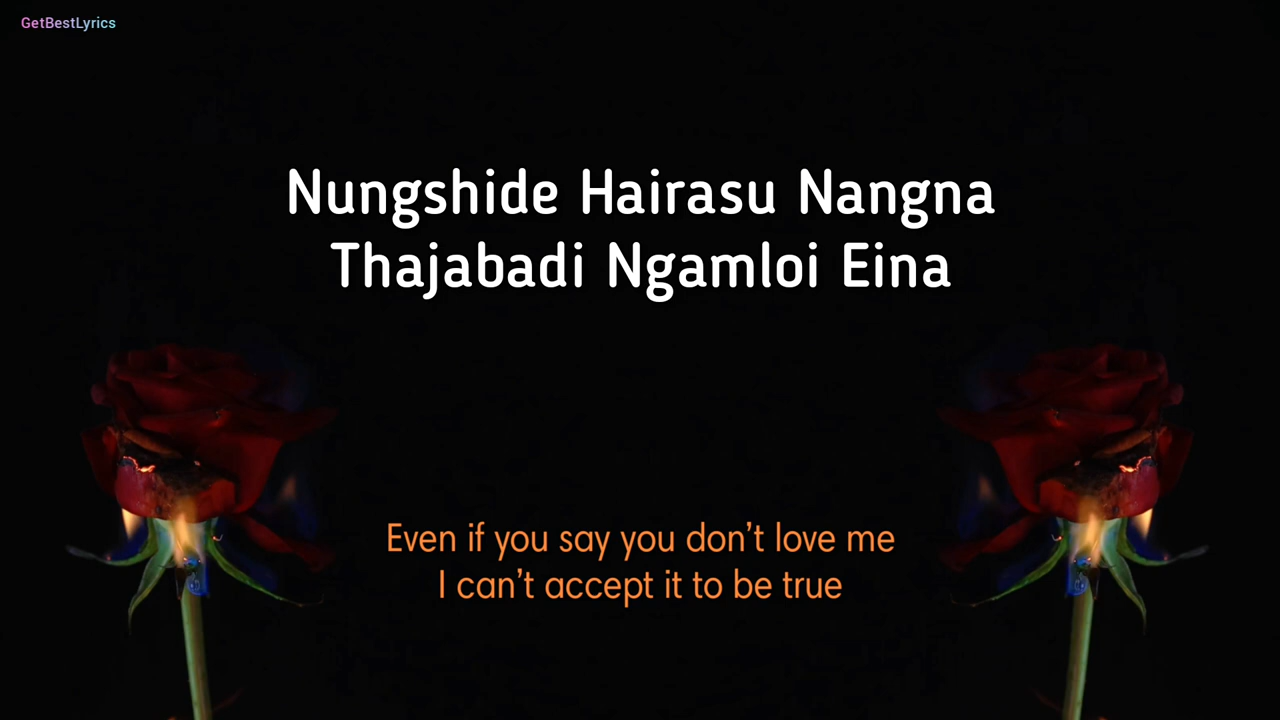 GetBestLyrics
Nungshide Hairasu Nangna
Thajabadi Ngamloi Eina
Even if you say you don’t love me
I can’t accept it to be true